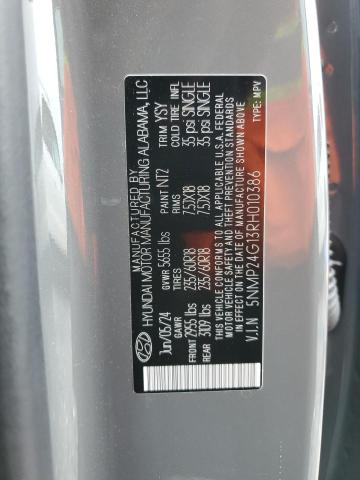 MANUFACTURED BY
HYUNDAI MOTOR MANUFACTURING ALABAMA, LLC
Jun/05/24 GVWR 5655 lbs PAINT NT2 TRIM YSY
GAWR TIRES RIMS COLD TIRE INFL
FRONT 2955 lbs 235/60R18 7.5JX18 35 psi SINGLE
REAR 3109 lbs 235/60R18 7.5JX18 35 psi SINGLE
THIS VEHICLE CONFORMS TO ALL APPLICABLE U.S.A. FEDERAL
MOTOR VEHICLE SAFETY, BUMPER, AND THEFT PREVENTION STANDARDS
IN EFFECT ON THE DATE OF MANUFACTURE SHOWN ABOVE.
V.I.N 5NMP24G13RH010386 TYPE: MPV